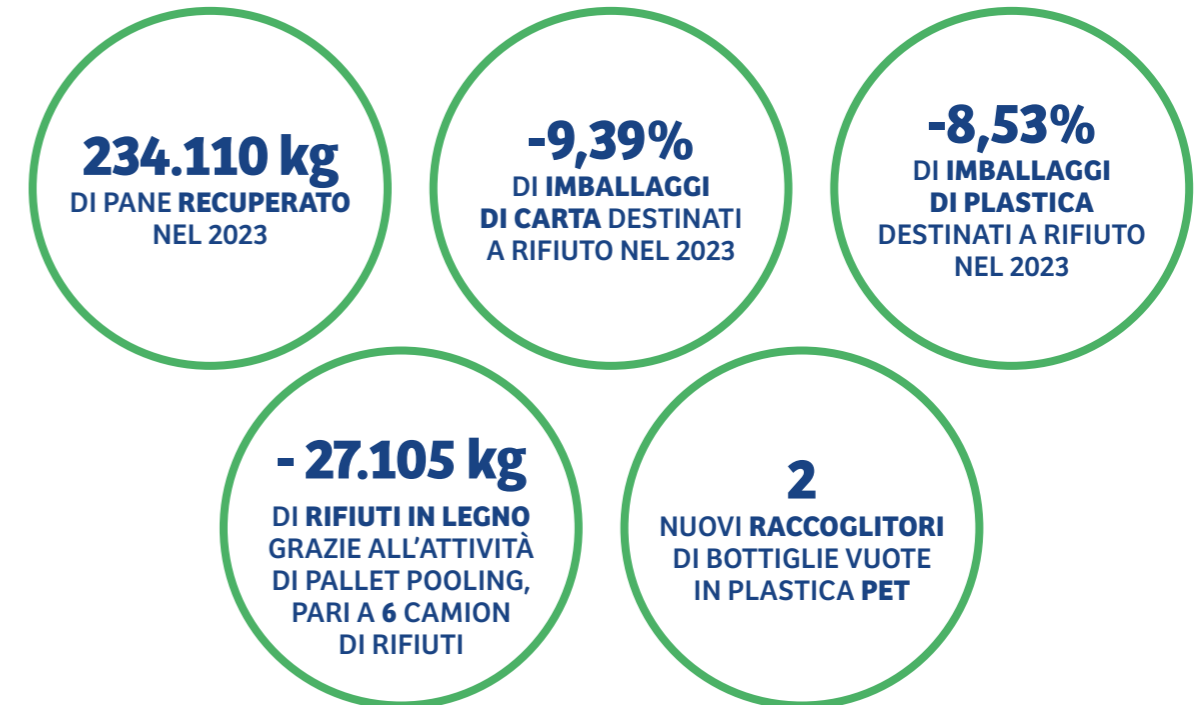 234.110 kg
DI PANE RECUPERATO
NEL 2023
-9,39%
DI IMBALLAGGI
DI CARTA DESTINATI
A RIFIUTO NEL 2023
-8,53%
DI IMBALLAGGI
DI PLASTICA
DESTINATI A RIFIUTO
NEL 2023
- 27.105 kg
DI RIFIUTI IN LEGNO
GRAZIE ALL'ATTIVITÀ
DI PALLET POOLING,
PARI A 6 CAMION
DI RIFIUTI
2
NUOVI RACCOGLITORI
DI BOTTIGLIE VUOTE
IN PLASTICA PET